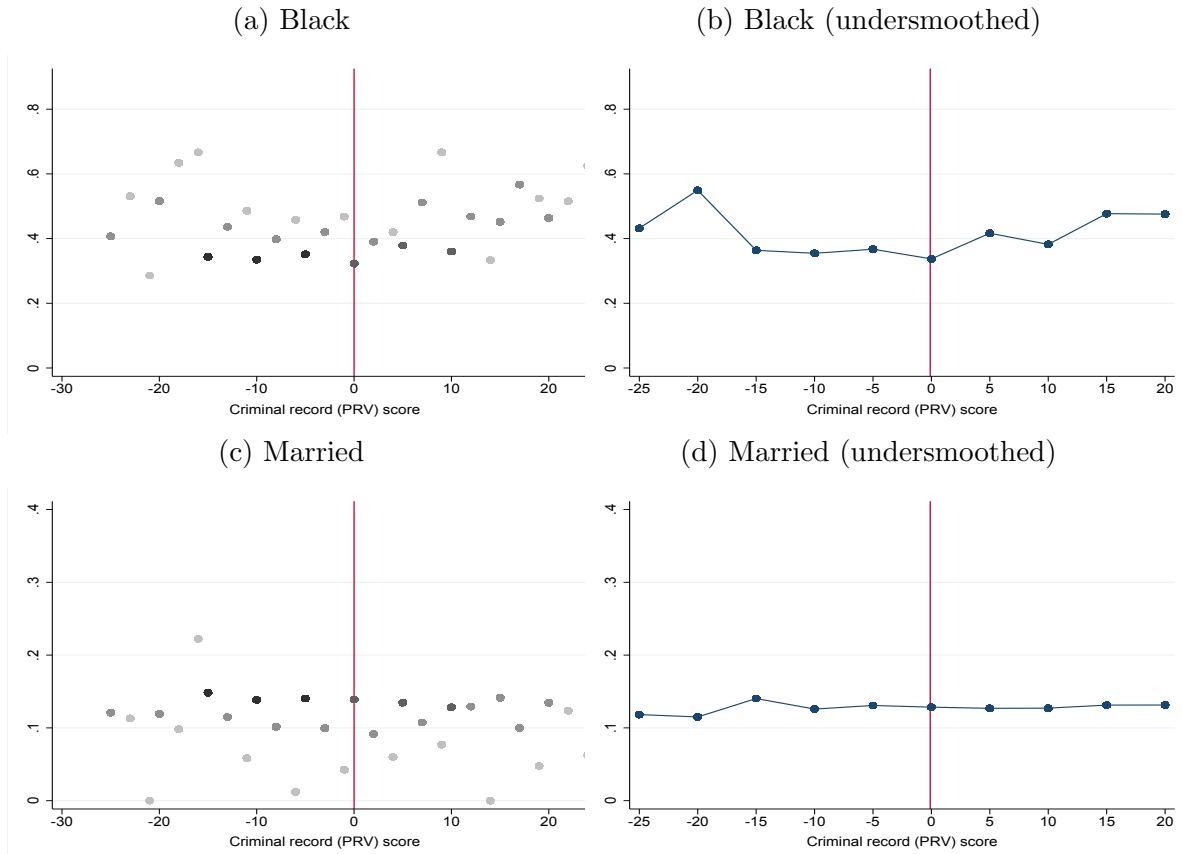 (a) Black
(b) Black (undersmoothed)
.8
.6
.4
.2
0
-30 -20 -10 0 10 20
Criminal record (PRV) score
.8
.6
.4
.2
0
-25 -20 -15 -10 -5 0 5 10 15 20
Criminal record (PRV) score
(c) Married
(d) Married (undersmoothed)
.4
.3
.2
.1
0
-30 -20 -10 0 10 20
Criminal record (PRV) score
.4
.3
.2
.1
0
-25 -20 -15 -10 -5 0 5 10 15 20
Criminal record (PRV) score